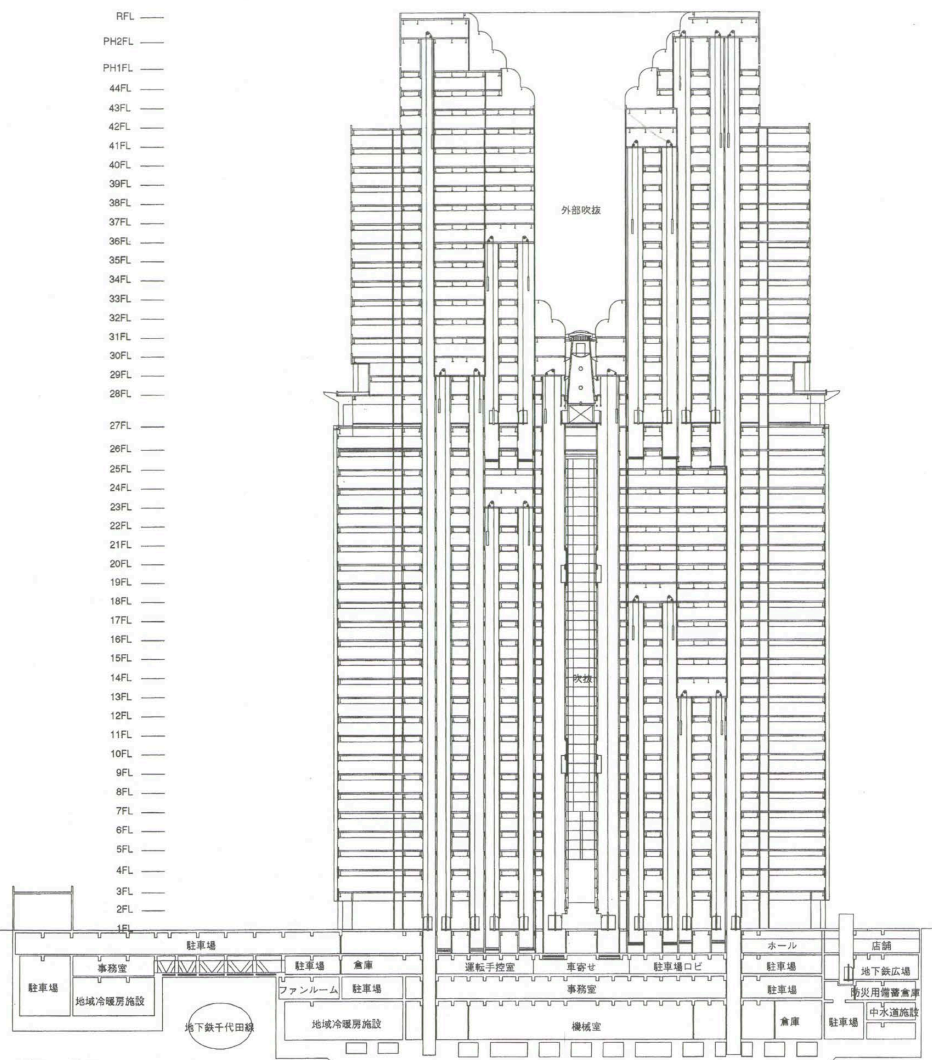 RFL
PH2FL
PH1FL
44FL
43FL
42FL
41FL
40FL
39FL
38FL
37FL
36FL
35FL
34FL
33FL
32FL
31FL
30FL
29FL
28FL
27FL
26FL
25FL
24FL
23FL
22FL
21FL
20FL
19FL
18FL
17FL
16FL
15FL
14FL
13FL
12FL
11FL
10FL
9FL
8FL
7FL
6FL
5FL
4FL
3FL
2FL
1FL
外部吹抜
吹抜
駐車場 ホール 店舗
事務室 駐車場 倉庫 運転手控室 車寄せ 駐車場ロビ 駐車場 地下鉄広場
駐車場 地域冷暖房施設 ファンルーム 駐車場 事務室 駐車場 防災用備蓄倉庫
地下鉄千代田線 地域冷暖房施設 機械室 倉庫 駐車場 中水道施設